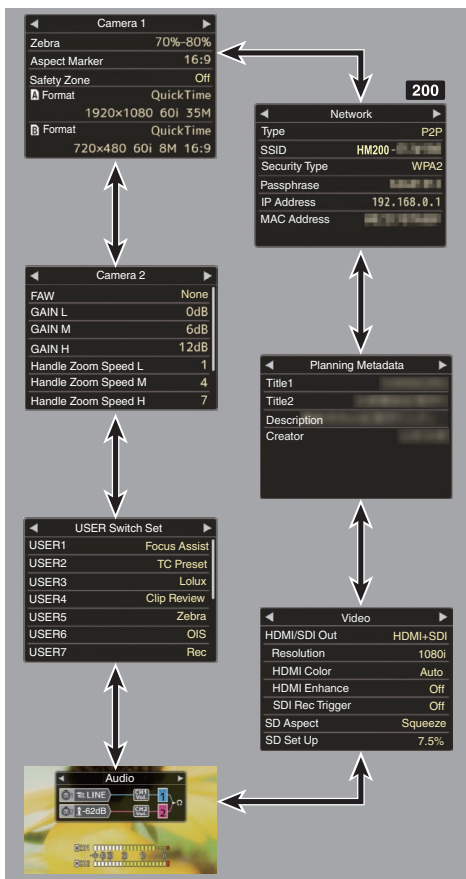 Camera 1
Zebra 70%-80%
Aspect Marker 16:9
Safety Zone Off
A Format QuickTime
1920×1080 60i 35M
B Format QuickTime
720×480 60i 8M 16:9
Camera 2
FAW None
GAIN L 0dB
GAIN M 6dB
GAIN H 12dB
Handle Zoom Speed L 1
Handle Zoom Speed M 4
Handle Zoom Speed H 7
USER Switch Set
USER1 Focus Assist
USER2 TC Preset
USER3 Lolux
USER4 Clip Review
USER5 Zebra
USER6 OIS
USER7 Rec
Audio
LINE CH1 Vol. 1
-62dB CH2 Vol. 2
200
Network
Type P2P
SSID HM200-
Security Type WPA2
Passphrase
IP Address 192.168.0.1
MAC Address
Planning Metadata
Title1
Title2
Description
Creator
Video
HDMI/SDI Out HDMI+SDI
Resolution 1080i
HDMI Color Auto
HDMI Enhance Off
SDI Rec Trigger Off
SD Aspect Squeeze
SD Set Up 7.5%